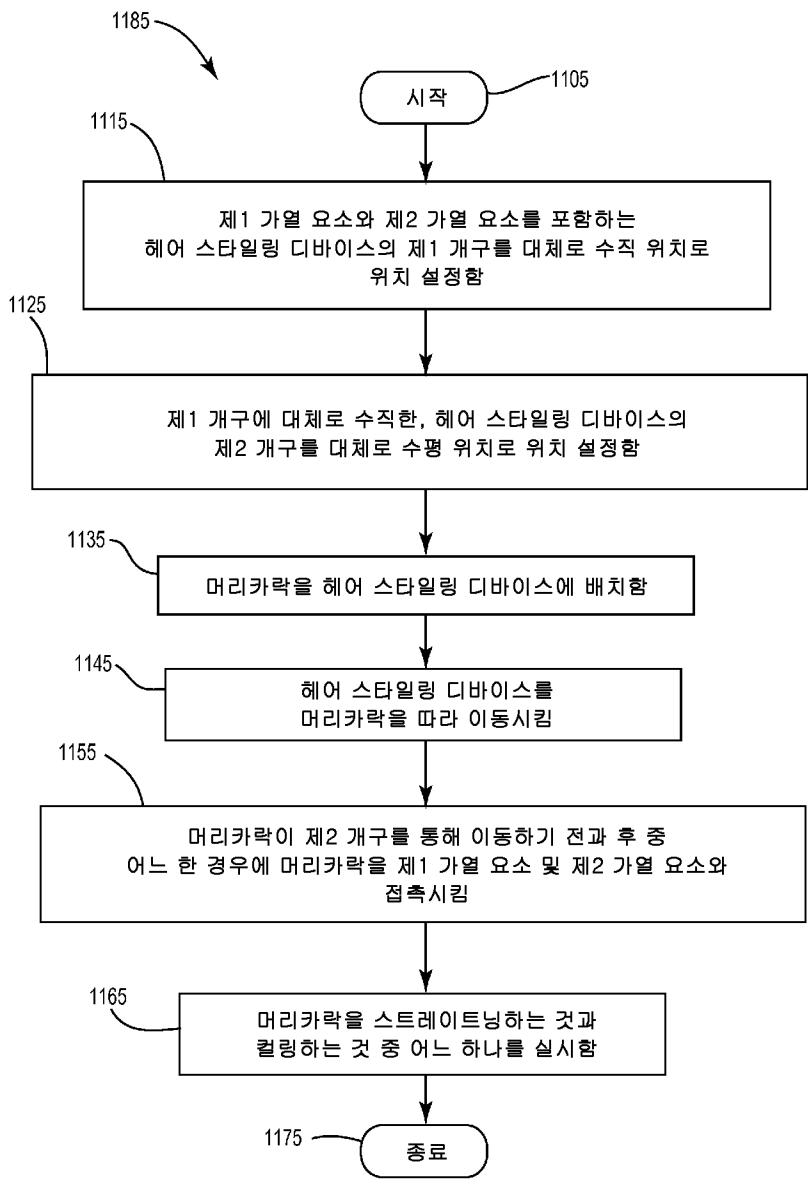 1185
시작
1105
1115
제1 가열 요소와 제2 가열 요소를 포함하는
헤어 스타일링 디바이스의 제1 개구를 대체로 수직 위치로
위치 설정함
1125
제1 개구에 대체로 수직한, 헤어 스타일링 디바이스의
제2 개구를 대체로 수평 위치로 위치 설정함
1135
머리카락을 헤어 스타일링 디바이스에 배치함
1145
헤어 스타일링 디바이스를
머리카락을 따라 이동시킴
1155
머리카락이 제2 개구를 통해 이동하기 전과 후 중
어느 한 경우에 머리카락을 제1 가열 요소 및 제2 가열 요소와
접촉시킴
1165
머리카락을 스트레이트닝하는 것과
컬링하는 것 중 어느 하나를 실시함
1175
종료